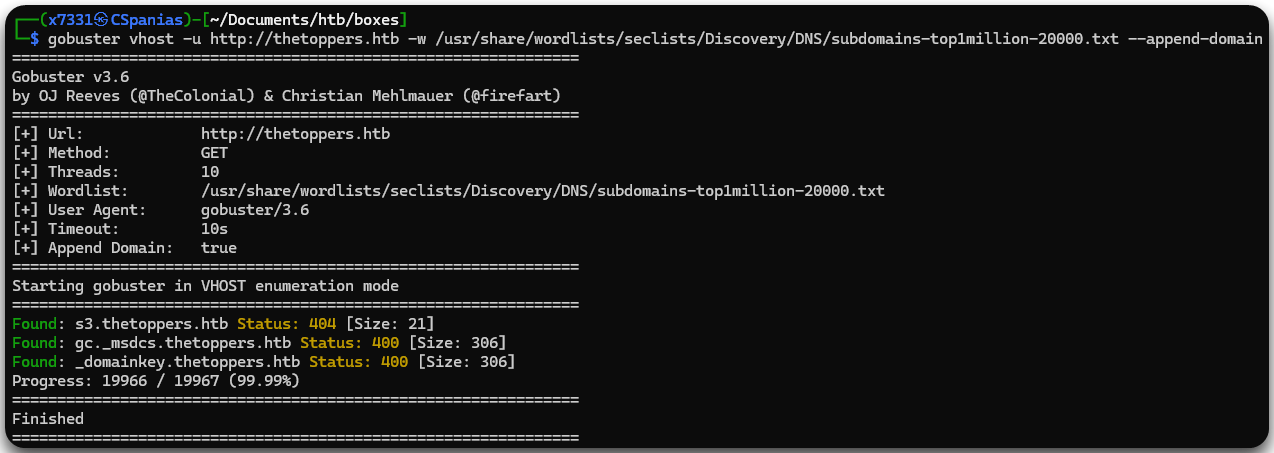 ┌──(x7331㉿CSpanias)-[~/Documents/htb/boxes]
└─$ gobuster vhost -u http://thetoppers.htb -w /usr/share/wordlists/seclists/Discovery/DNS/subdomains-top1million-20000.txt --append-domain
===============================================================
Gobuster v3.6
by OJ Reeves (@TheColonial) & Christian Mehlmauer (@firefart)
===============================================================
[+] Url:             http://thetoppers.htb
[+] Method:          GET
[+] Threads:         10
[+] Wordlist:        /usr/share/wordlists/seclists/Discovery/DNS/subdomains-top1million-20000.txt
[+] User Agent:      gobuster/3.6
[+] Timeout:         10s
[+] Append Domain:   true
===============================================================
Starting gobuster in VHOST enumeration mode
===============================================================
Found: s3.thetoppers.htb Status: 404 [Size: 21]
Found: gc._msdcs.thetoppers.htb Status: 400 [Size: 306]
Found: _domainkey.thetoppers.htb Status: 400 [Size: 306]
Progress: 19966 / 19967 (99.99%)
===============================================================
Finished
===============================================================